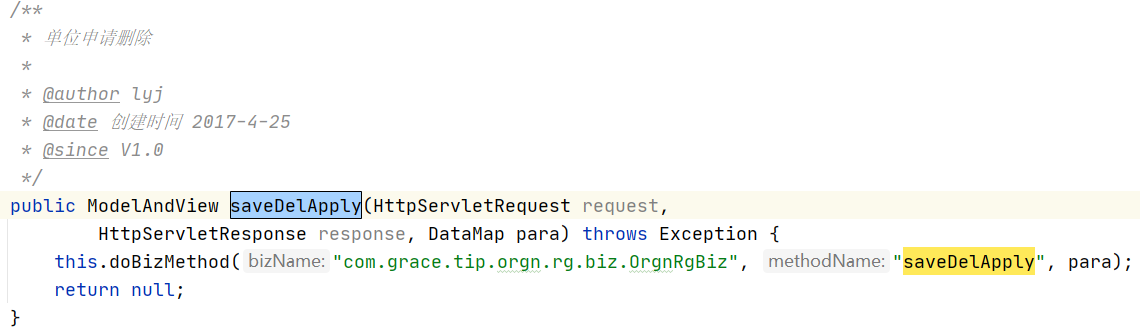 /**
 * 单位申请删除
 *
 * @author lyj
 * @date 创建时间 2017-4-25
 * @since V1.0
 */
public ModelAndView saveDelApply(HttpServletRequest request,
        HttpServletResponse response, DataMap para) throws Exception {
    this.doBizMethod( bizName: "com.grace.tip.orgn.rg.biz.OrgnRgBiz", methodName: "saveDelApply", para);
    return null;
}